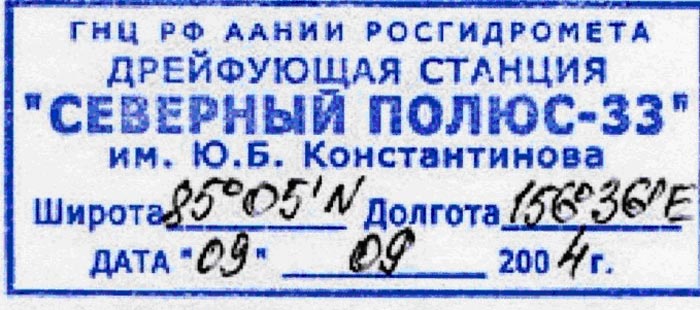 ГНЦ РФ ААНИИ РОСГИДРОМЕТА
ДРЕЙФУЮЩАЯ СТАНЦИЯ
"СЕВЕРНЫЙ ПОЛЮС-33"
им. Ю.Б. Константинова
Широта 85°05'N Долгота 156°36'E
ДАТА "09" 09 2004г.